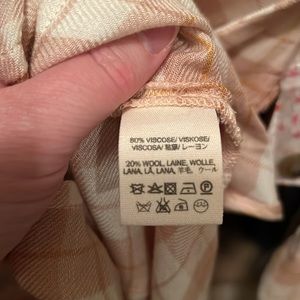 80% VISCOSE/ VISKOSE/
VISCOSA/ 粘胶/ レーヨン
20% WOOL, LAINE, WOLLE,
LANA, LÃ, LANA, 羊毛, ウール